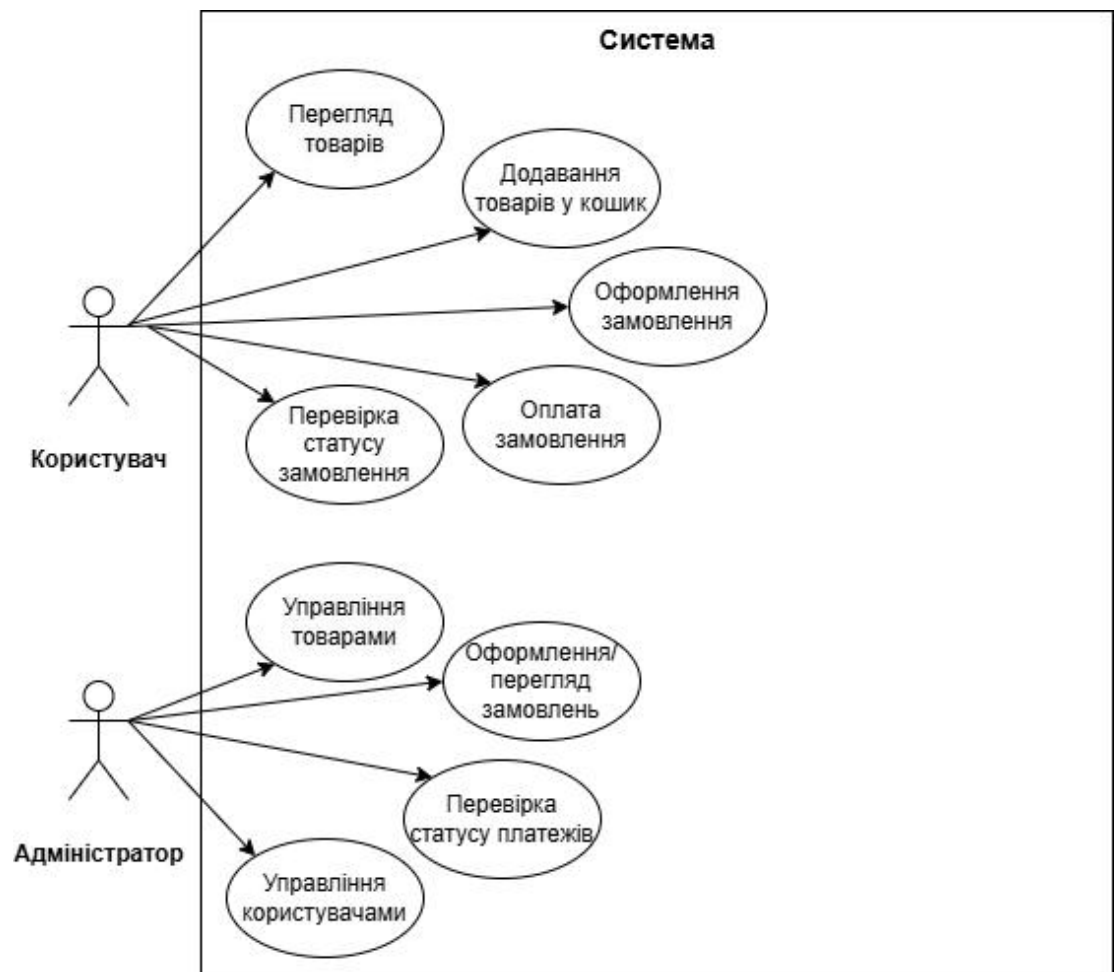 Система
Перегляд
товарів
Додавання
товарів у кошик
Оформлення
замовлення
Оплата
замовлення
Перевірка
статусу
замовлення
Користувач
Управління
товарами
Оформлення/
перегляд
замовлень
Перевірка
статусу платежів
Управління
користувачами
Адміністратор